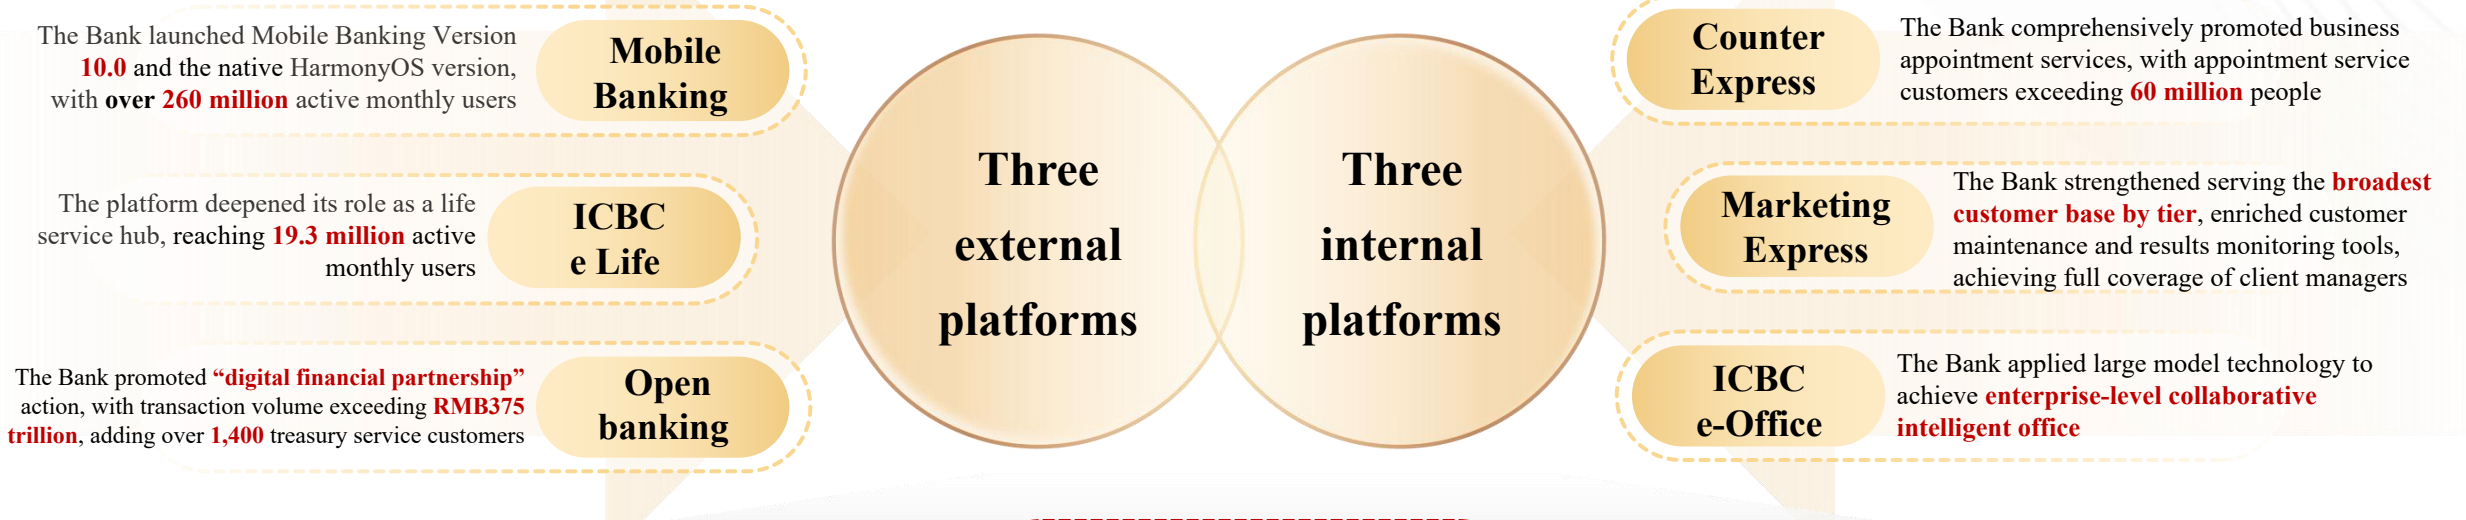 The Bank launched Mobile Banking Version
10.0 and the native HarmonyOS version,
with over 260 million active monthly users
Mobile
Banking
The platform deepened its role as a life
service hub, reaching 19.3 million active
monthly users
ICBC
e Life
The Bank promoted “digital financial partnership”
action, with transaction volume exceeding RMB375
trillion, adding over 1,400 treasury service customers
Open
banking
Three
external
platforms
Three
internal
platforms
Counter
Express
The Bank comprehensively promoted business
appointment services, with appointment service
customers exceeding 60 million people
Marketing
Express
The Bank strengthened serving the broadest
customer base by tier, enriched customer
maintenance and results monitoring tools,
achieving full coverage of client managers
ICBC
e-Office
The Bank applied large model technology to
achieve enterprise-level collaborative
intelligent office